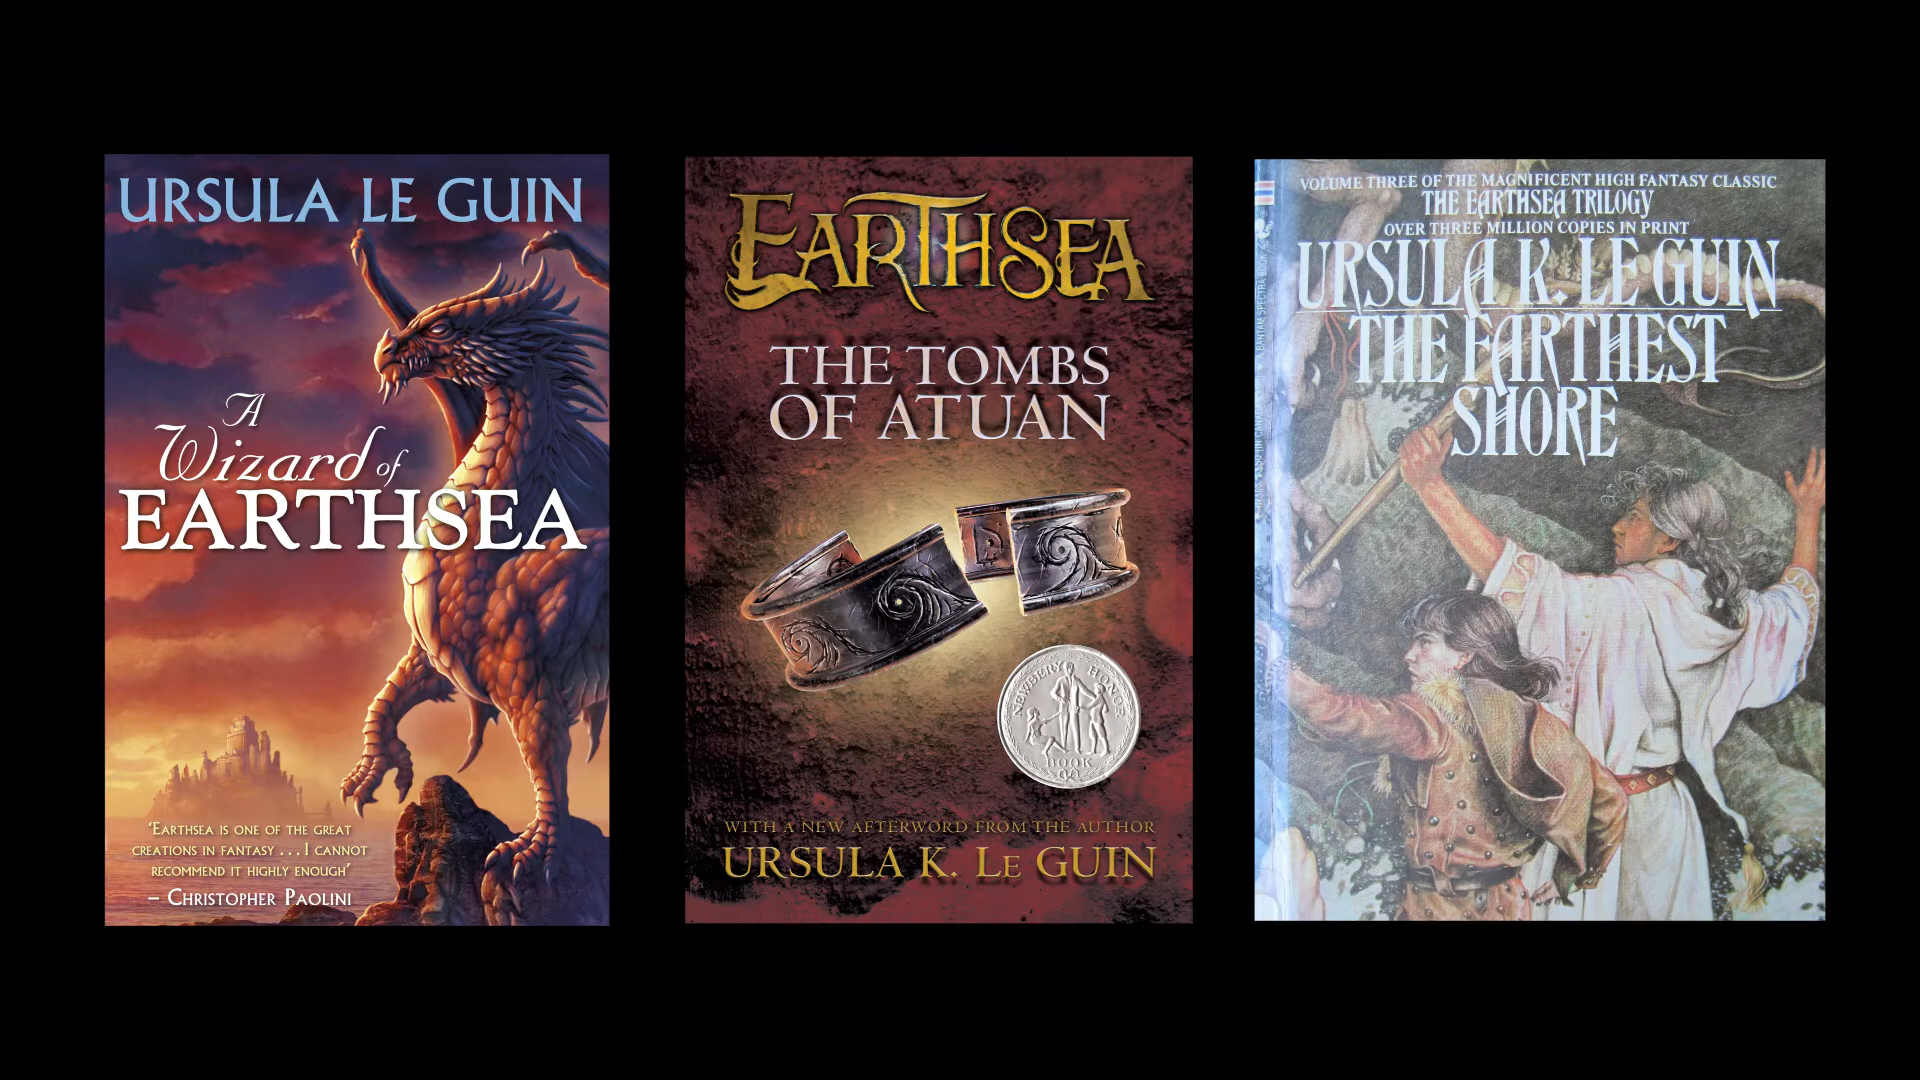 URSULA LE GUIN
A
Wizard of
EARTHSEA
'EARTHSEA IS ONE OF THE GREAT
CREATIONS IN FANTASY ... I CANNOT
RECOMMEND IT HIGHLY ENOUGH'
– CHRISTOPHER PAOLINI
EARTHSEA
THE TOMBS
OF ATUAN
NEWBERY HONOR
BOOK
WITH A NEW AFTERWORD FROM THE AUTHOR
URSULA K. LE GUIN
VOLUME THREE OF THE MAGNIFICENT HIGH FANTASY CLASSIC
THE EARTHSEA TRILOGY
OVER THREE MILLION COPIES IN PRINT
URSULA K. LE GUIN
THE FARTHEST
SHORE
BANTAM SPECTRA